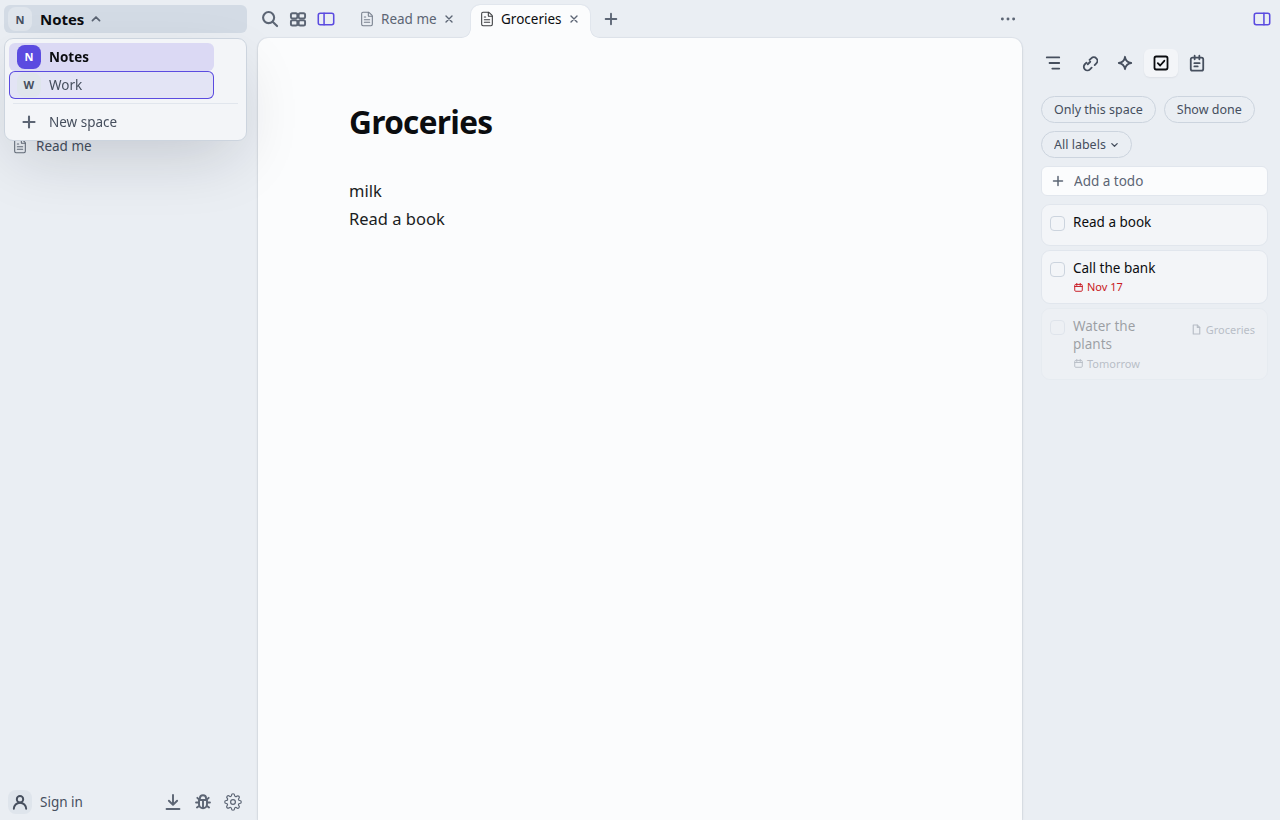 N Notes
Read me
Groceries
N Notes
W Work
New space
Read me
Sign in
Groceries
milk
Read a book
Only this space
Show done
All labels
Add a todo
Read a book
Call the bank
Nov 17
Water the
plants
Groceries
Tomorrow